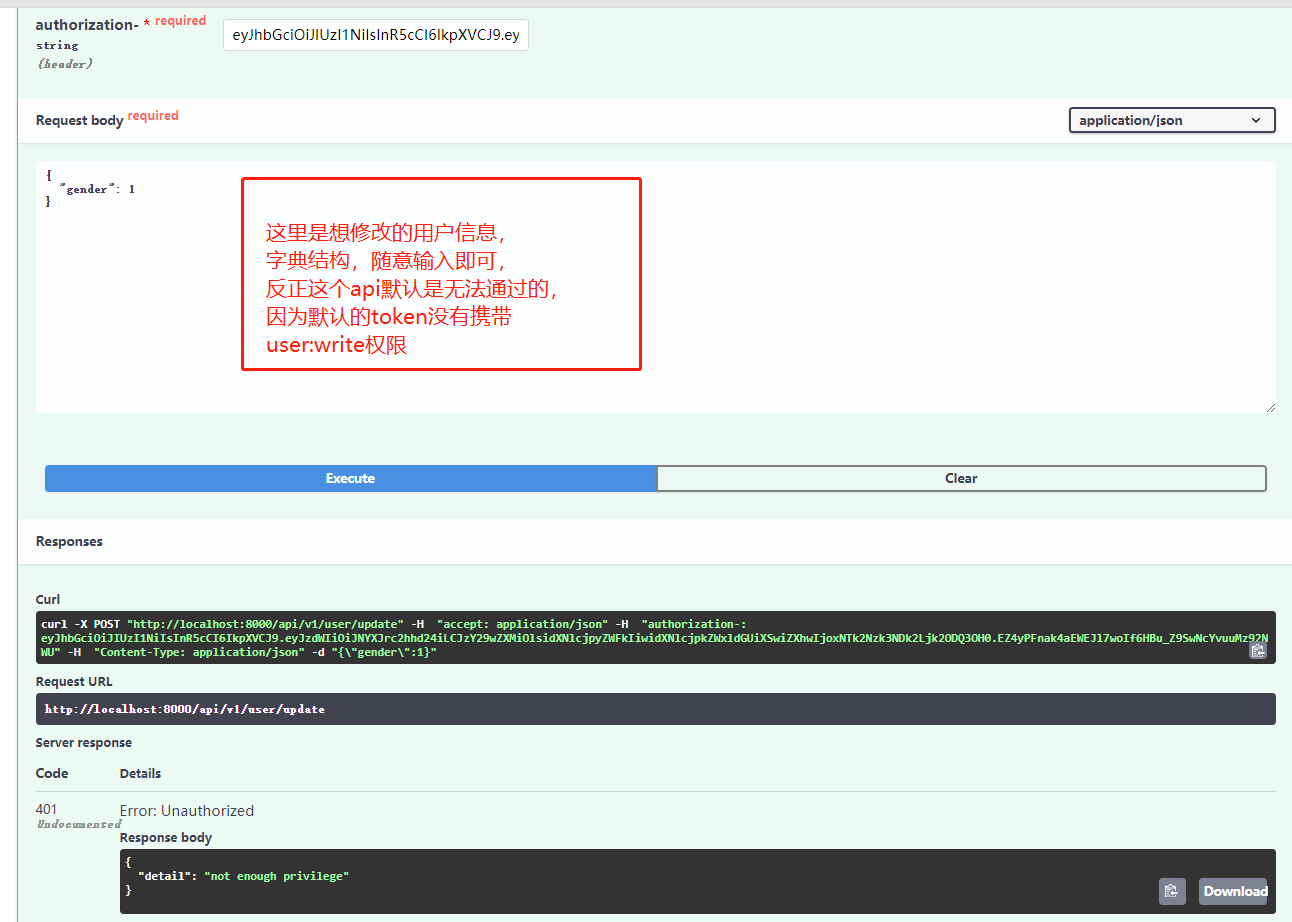 authorization- * required
eyJhbGciOiJIUzI1NiIsInR5cCI6IkpXVCJ9.ey
string
(header)
Request body required
application/json
{
"gender": 1
}
这里是想修改的用户信息，
字典结构，随意输入即可，
反正这个api默认是无法通过的，
因为默认的token没有携带
user:write权限
Execute
Clear
Responses
Curl
curl -X POST "http://localhost:8000/api/v1/user/update" -H "accept: application/json" -H "authorization-:
eyJhbGciOiJIUzI1NiIsInR5cCI6IkpXVCJ9.eyJzdWIiOiJNYXJrc2hhd24iLCJzY29wZXMiOlsidXNlcjpyZWFkIiwidXNlcjpkZWxldGUiXSwiZXhwIjoxNTk2Nzk3NDk2Ljk2ODQ3OH0.EZ4yPFnak4aEWEJl7woIf6HBu_Z9SwNcYvuuMz92N
WU" -H "Content-Type: application/json" -d "{\"gender\":1}"
Request URL
http://localhost:8000/api/v1/user/update
Server response
Code Details
401 Error: Unauthorized
Undocumented
Response body
{
"detail": "not enough privilege"
}
Download